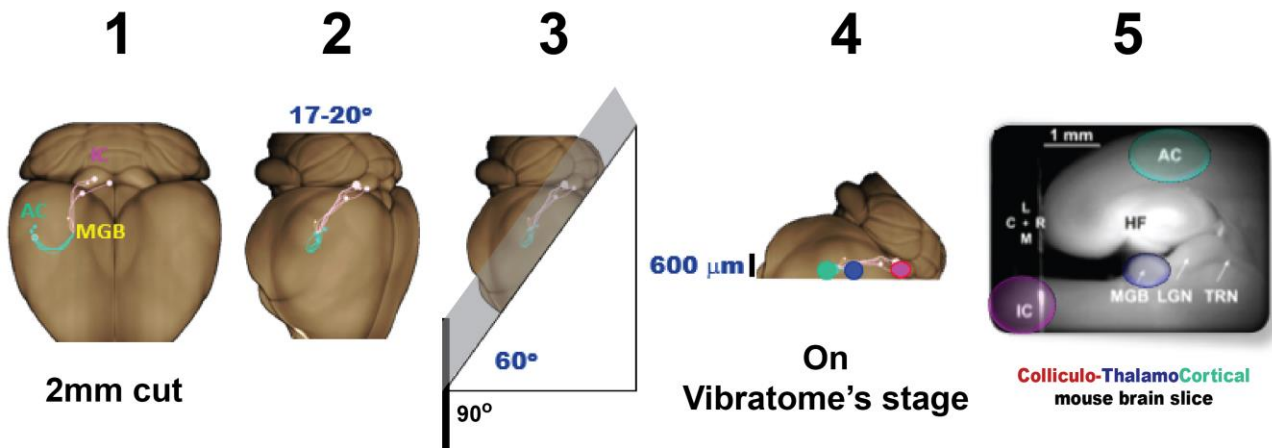 1
2
3
4
5
IC
AC
MGB
2mm cut
17-20°
60°
90°
600 μm
On
Vibratome's stage
1 mm
AC
L
C + R
M
HF
MGB LGN TRN
IC
Colliculo-ThalamoCortical
mouse brain slice